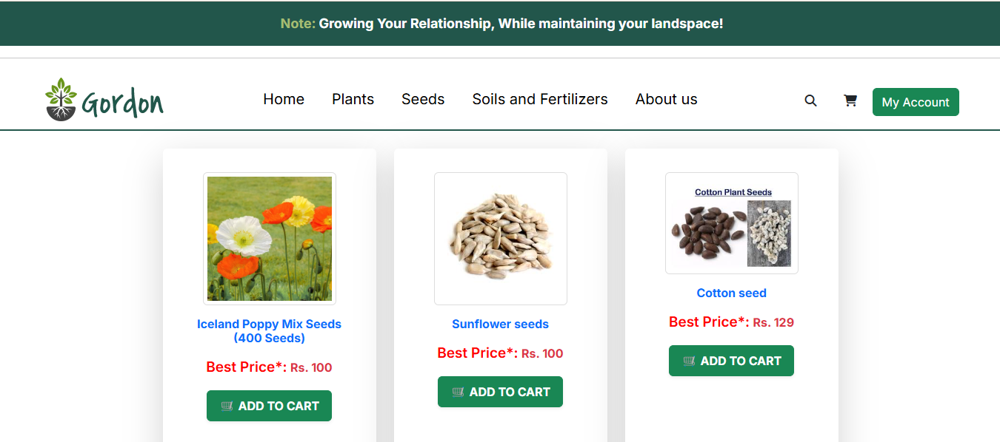 Note: Growing Your Relationship, While maintaining your landspace!
Gordon
Home Plants Seeds Soils and Fertilizers About us
My Account
Iceland Poppy Mix Seeds
(400 Seeds)
Best Price*: Rs. 100
ADD TO CART
Sunflower seeds
Best Price*: Rs. 100
ADD TO CART
Cotton Plant Seeds
Cotton seed
Best Price*: Rs. 129
ADD TO CART